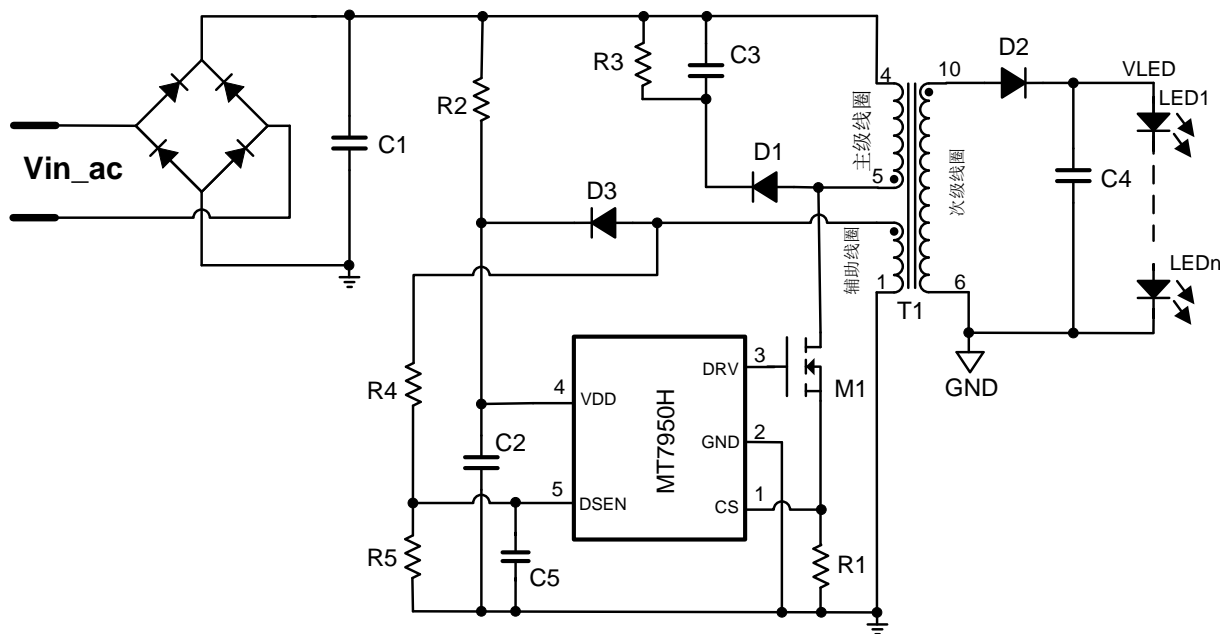 Vin_ac
C1
R2
R3
C3
D1
D3
4
主级线圈
5
辅助线圈
1
T1
10
次级线圈
6
D2
VLED
LED1
C4
LEDn
GND
R4
R5
C2
C5
4
VDD
5
DSEN
MT7950H
DRV
3
GND
2
CS
1
M1
R1